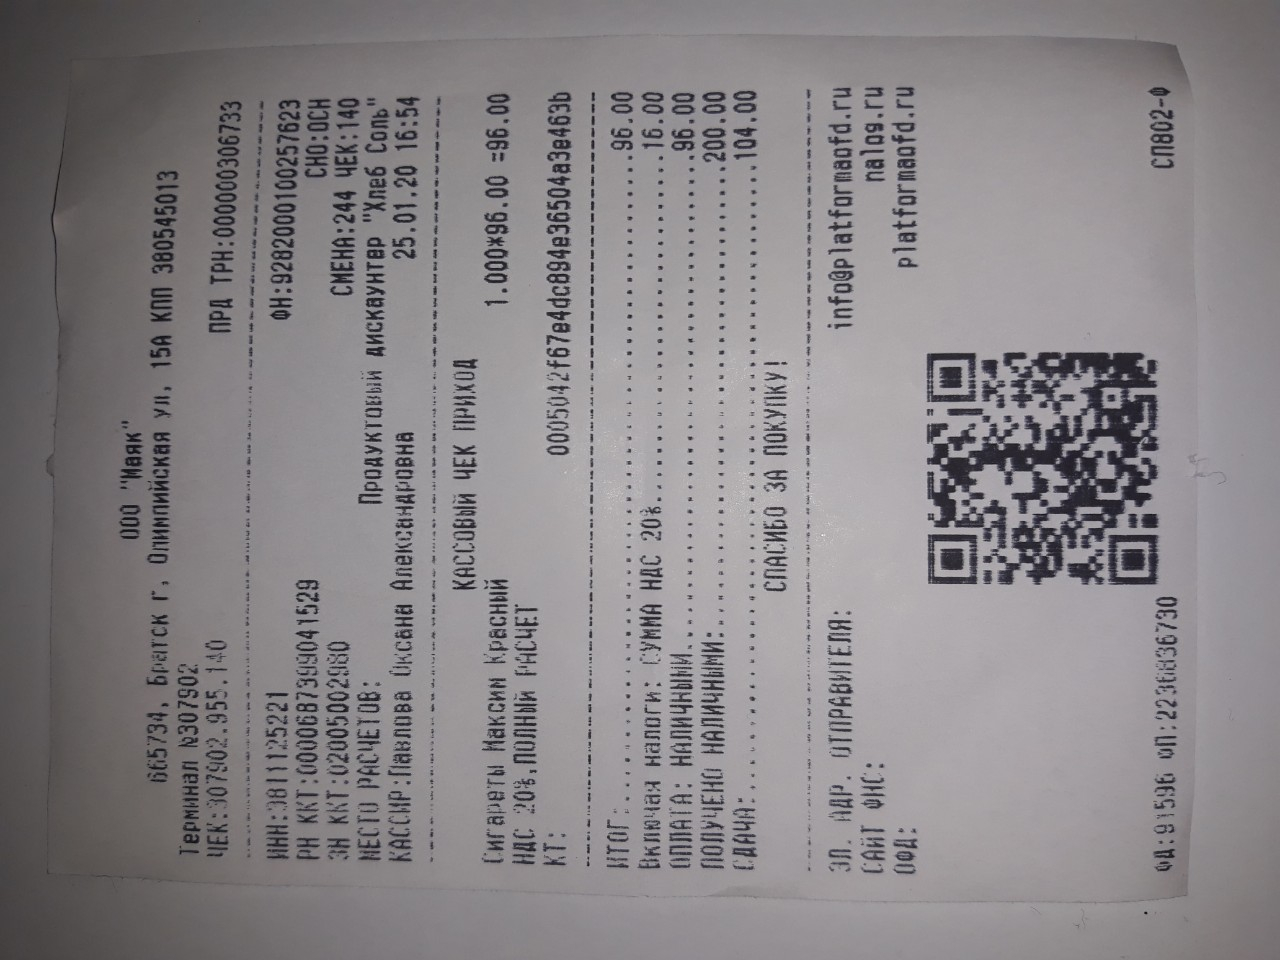 ООО "Маяк"
665734, Братск г, Олимпийская ул, 15А КПП 380545013
Терминал №307902
ЧЕК:307902.955.140 ПРД ТРН:000000306733
ИНН:3811125221 ФН:9282000100257623
РН ККТ:0000687399041529 СНО:ОСН
ЗН ККТ:02005002980 СМЕНА:244 ЧЕК:140
МЕСТО РАСЧЕТОВ: Продуктовый дискаунтер "Хлеб Соль"
КАССИР:Павлова Оксана Александровна 25.01.20 16:54
КАССОВЫЙ ЧЕК ПРИХОД
Сигареты Максим Красный 1.000*96.00 =96.00
НДС 20%,ПОЛНЫЙ РАСЧЕТ
КТ: 0005042f67e4dc894e36504a3e463b
ИТОГ:..........96.00
Включая налоги: СУММА НДС 20%..........16.00
ОПЛАТА: НАЛИЧНЫМИ..........96.00
ПОЛУЧЕНО НАЛИЧНЫМИ:..........200.00
СДАЧА:..........104.00
СПАСИБО ЗА ПОКУПКУ!
ЭЛ. АДР. ОТПРАВИТЕЛЯ: info@platformaofd.ru
САЙТ ФНС: nalog.ru
ОФД: platformaofd.ru
ФД:91596 ФП:2236836730 СП802-Ф